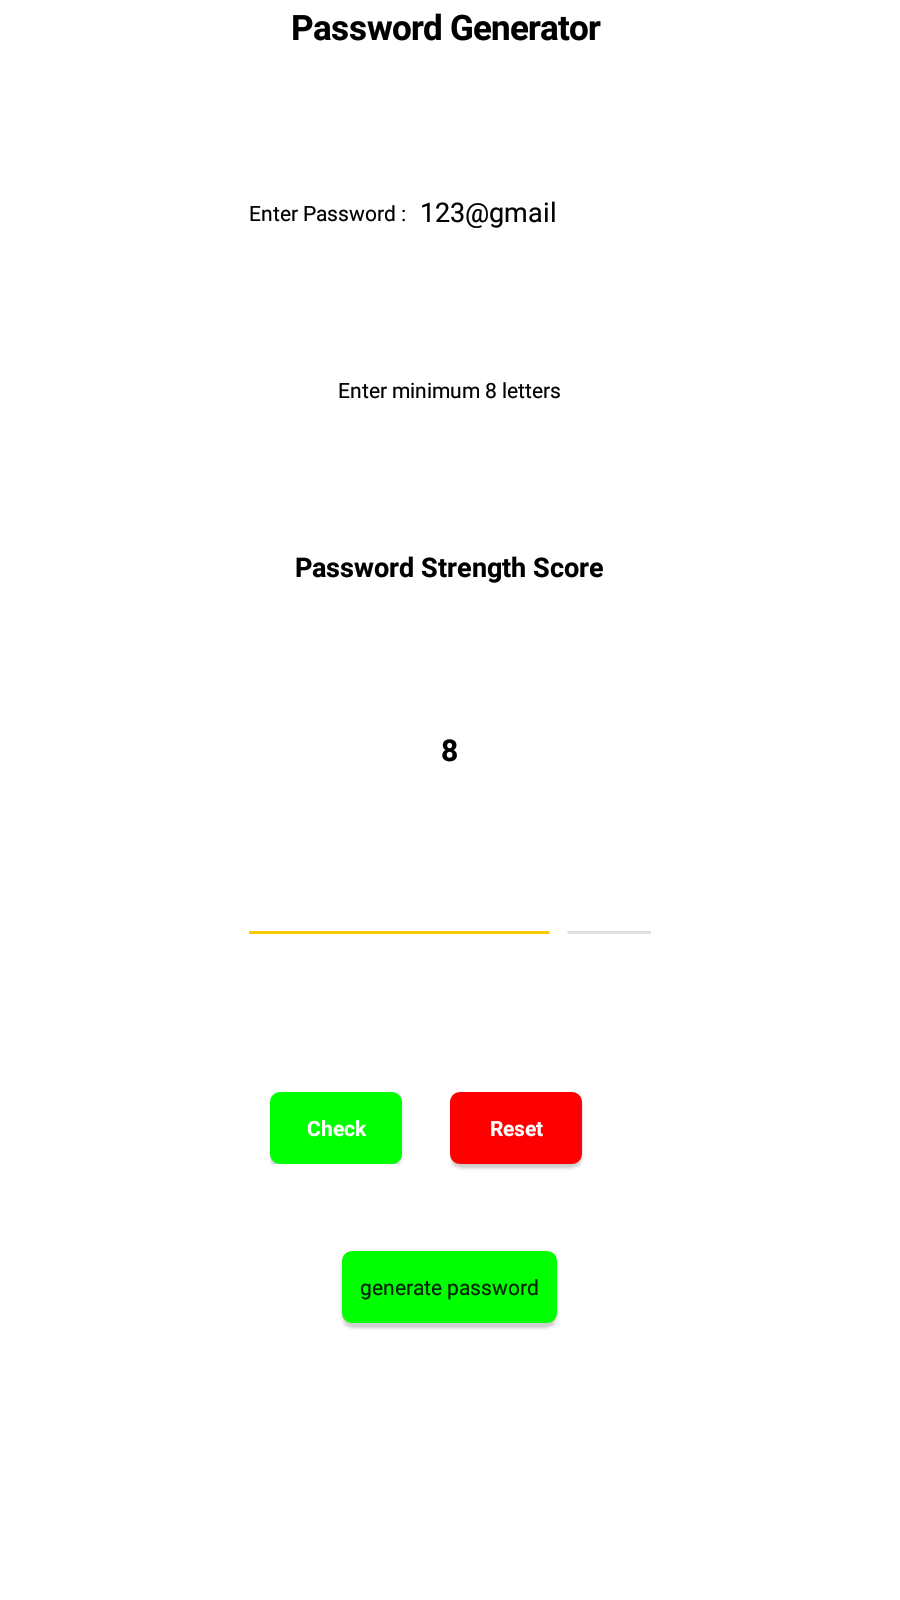 Password Generator
Enter Password : 123@gmail
Enter minimum 8 letters
Password Strength Score
8
Check Reset
generate password